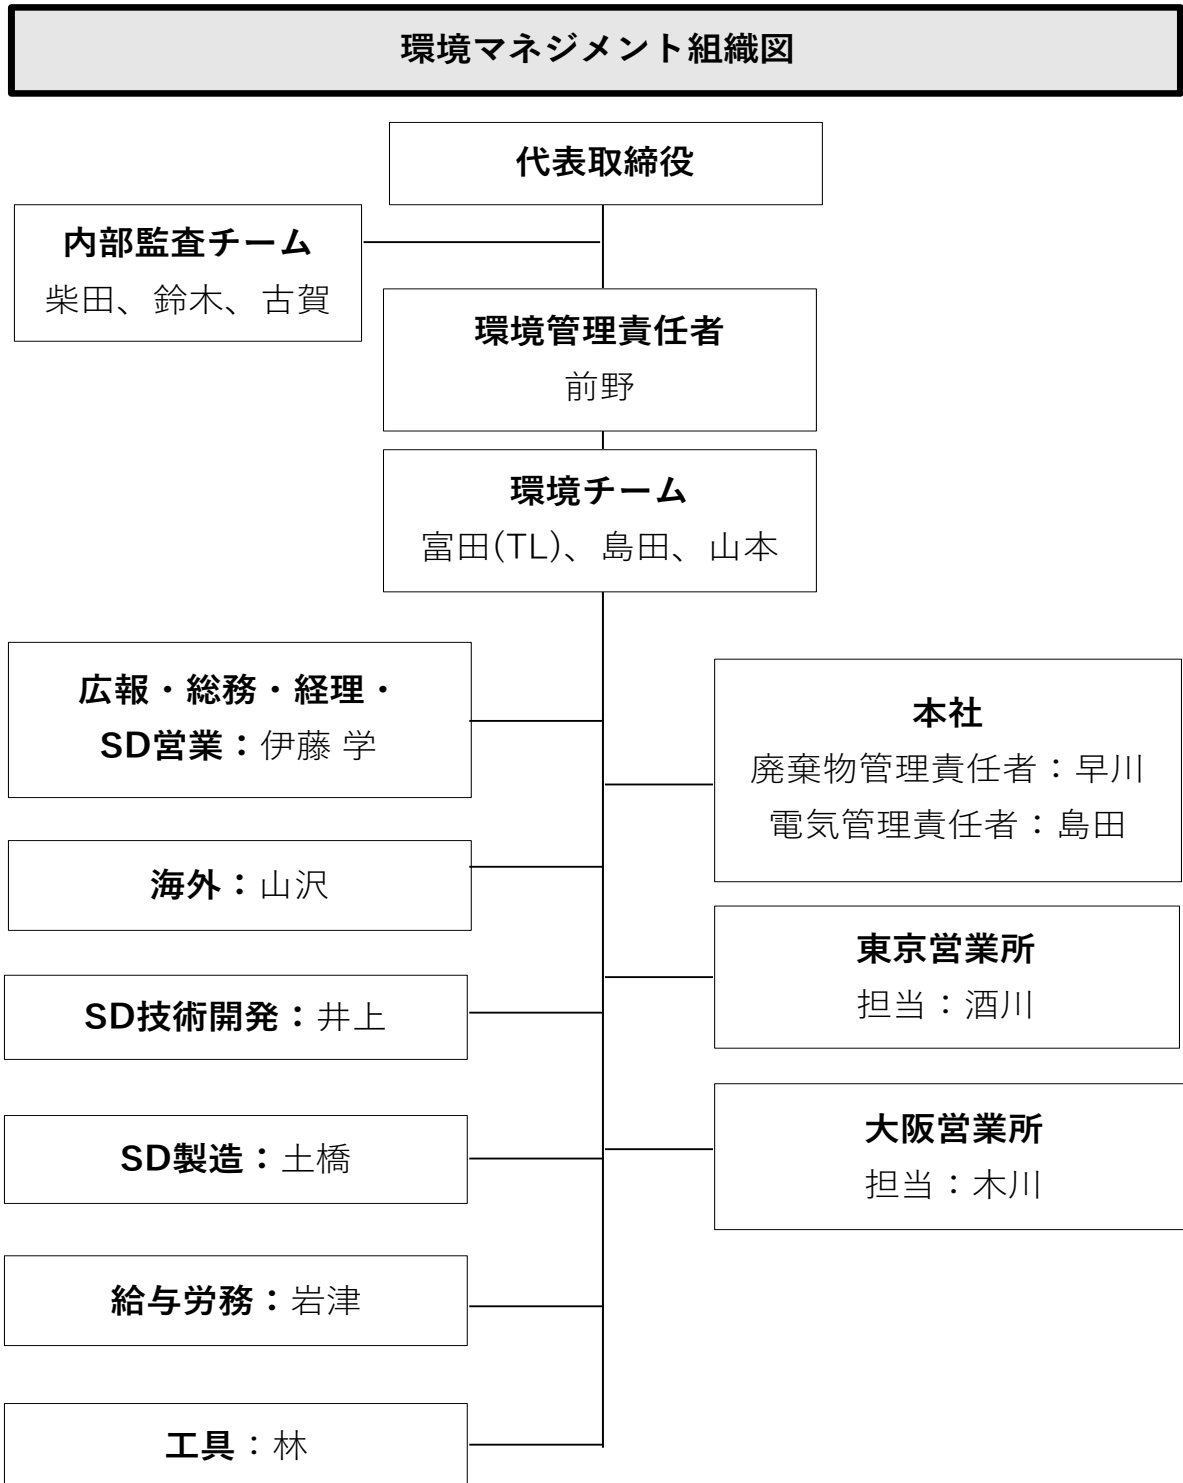 環境マネジメント組織図
代表取締役
内部監査チーム
柴田、鈴木、古賀
環境管理責任者
前野
環境チーム
富田(TL)、島田、山本
広報・総務・経理・
SD営業：伊藤 学
本社
廃棄物管理責任者：早川
電気管理責任者：島田
海外：山沢
東京営業所
担当：酒川
SD技術開発：井上
大阪営業所
担当：木川
SD製造：土橋
給与労務：岩津
工具：林